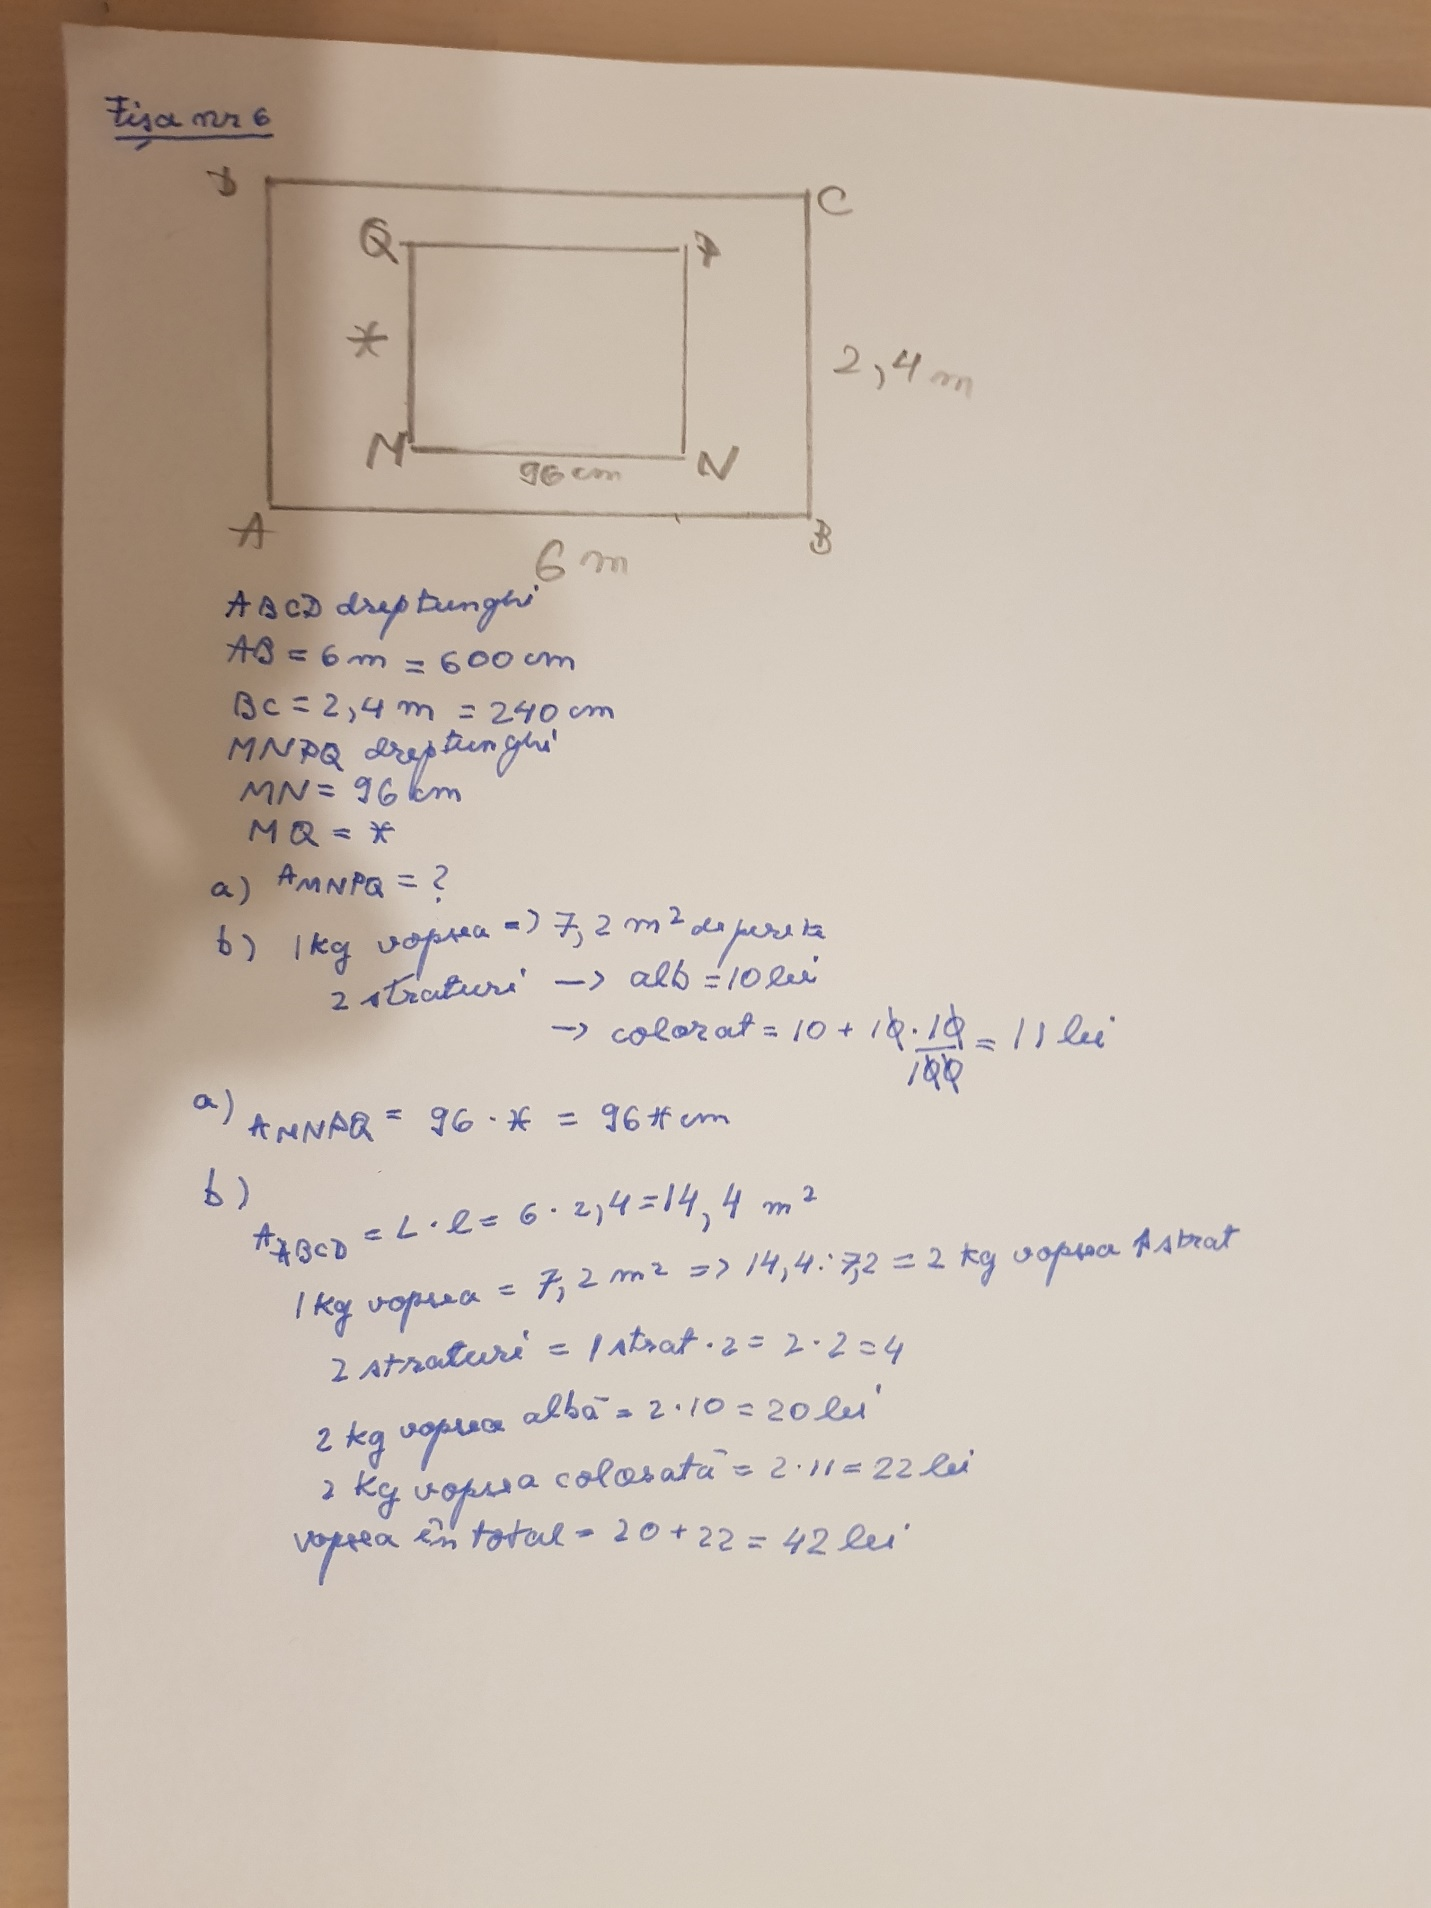 Fișa nr 6
D
C
Q
P
*
2,4 m
M
N
96 cm
A
B
6 m
ABCD dreptunghi
AB = 6 m = 600 cm
BC = 2,4 m = 240 cm
MNPQ dreptunghi
MN = 96 cm
MQ = *
a) AMNPQ = ?
b) 1 kg vopsea => 7,2 m² de perete
2 straturi -> alb = 10 lei
-> colorat = 10 + 10 · 10/100 = 11 lei
a) AMNPQ = 96 · * = 96 * cm
b)
AABCD = L · l = 6 · 2,4 = 14,4 m²
1 kg vopsea = 7,2 m² => 14,4 : 7,2 = 2 kg vopsea 1 strat
2 straturi = 1 strat · 2 = 2 · 2 = 4
2 kg vopsea albă = 2 · 10 = 20 lei
2 kg vopsea colorată = 2 · 11 = 22 lei
vopsea în total = 20 + 22 = 42 lei